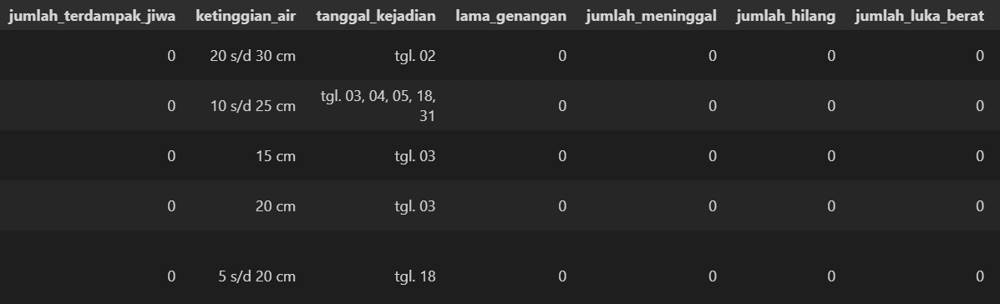 jumlah_terdampak_jiwa ketinggian_air tanggal_kejadian lama_genangan jumlah_meninggal jumlah_hilang jumlah_luka_berat
0 20 s/d 30 cm tgl. 02 0 0 0 0
0 10 s/d 25 cm tgl. 03, 04, 05, 18, 31 0 0 0 0
0 15 cm tgl. 03 0 0 0 0
0 20 cm tgl. 03 0 0 0 0
0 5 s/d 20 cm tgl. 18 0 0 0 0